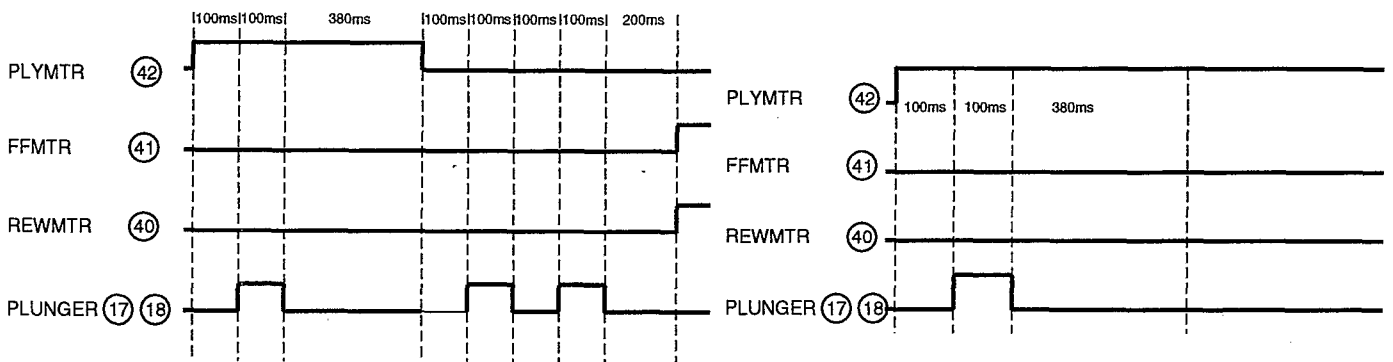 100ms 100ms 380ms 100ms 100ms 100ms 100ms 200ms
PLYMTR 42
FFMTR 41
REWMTR 40
PLUNGER 17 18
PLYMTR 42
100ms 100ms 380ms
FFMTR 41
REWMTR 40
PLUNGER 17 18